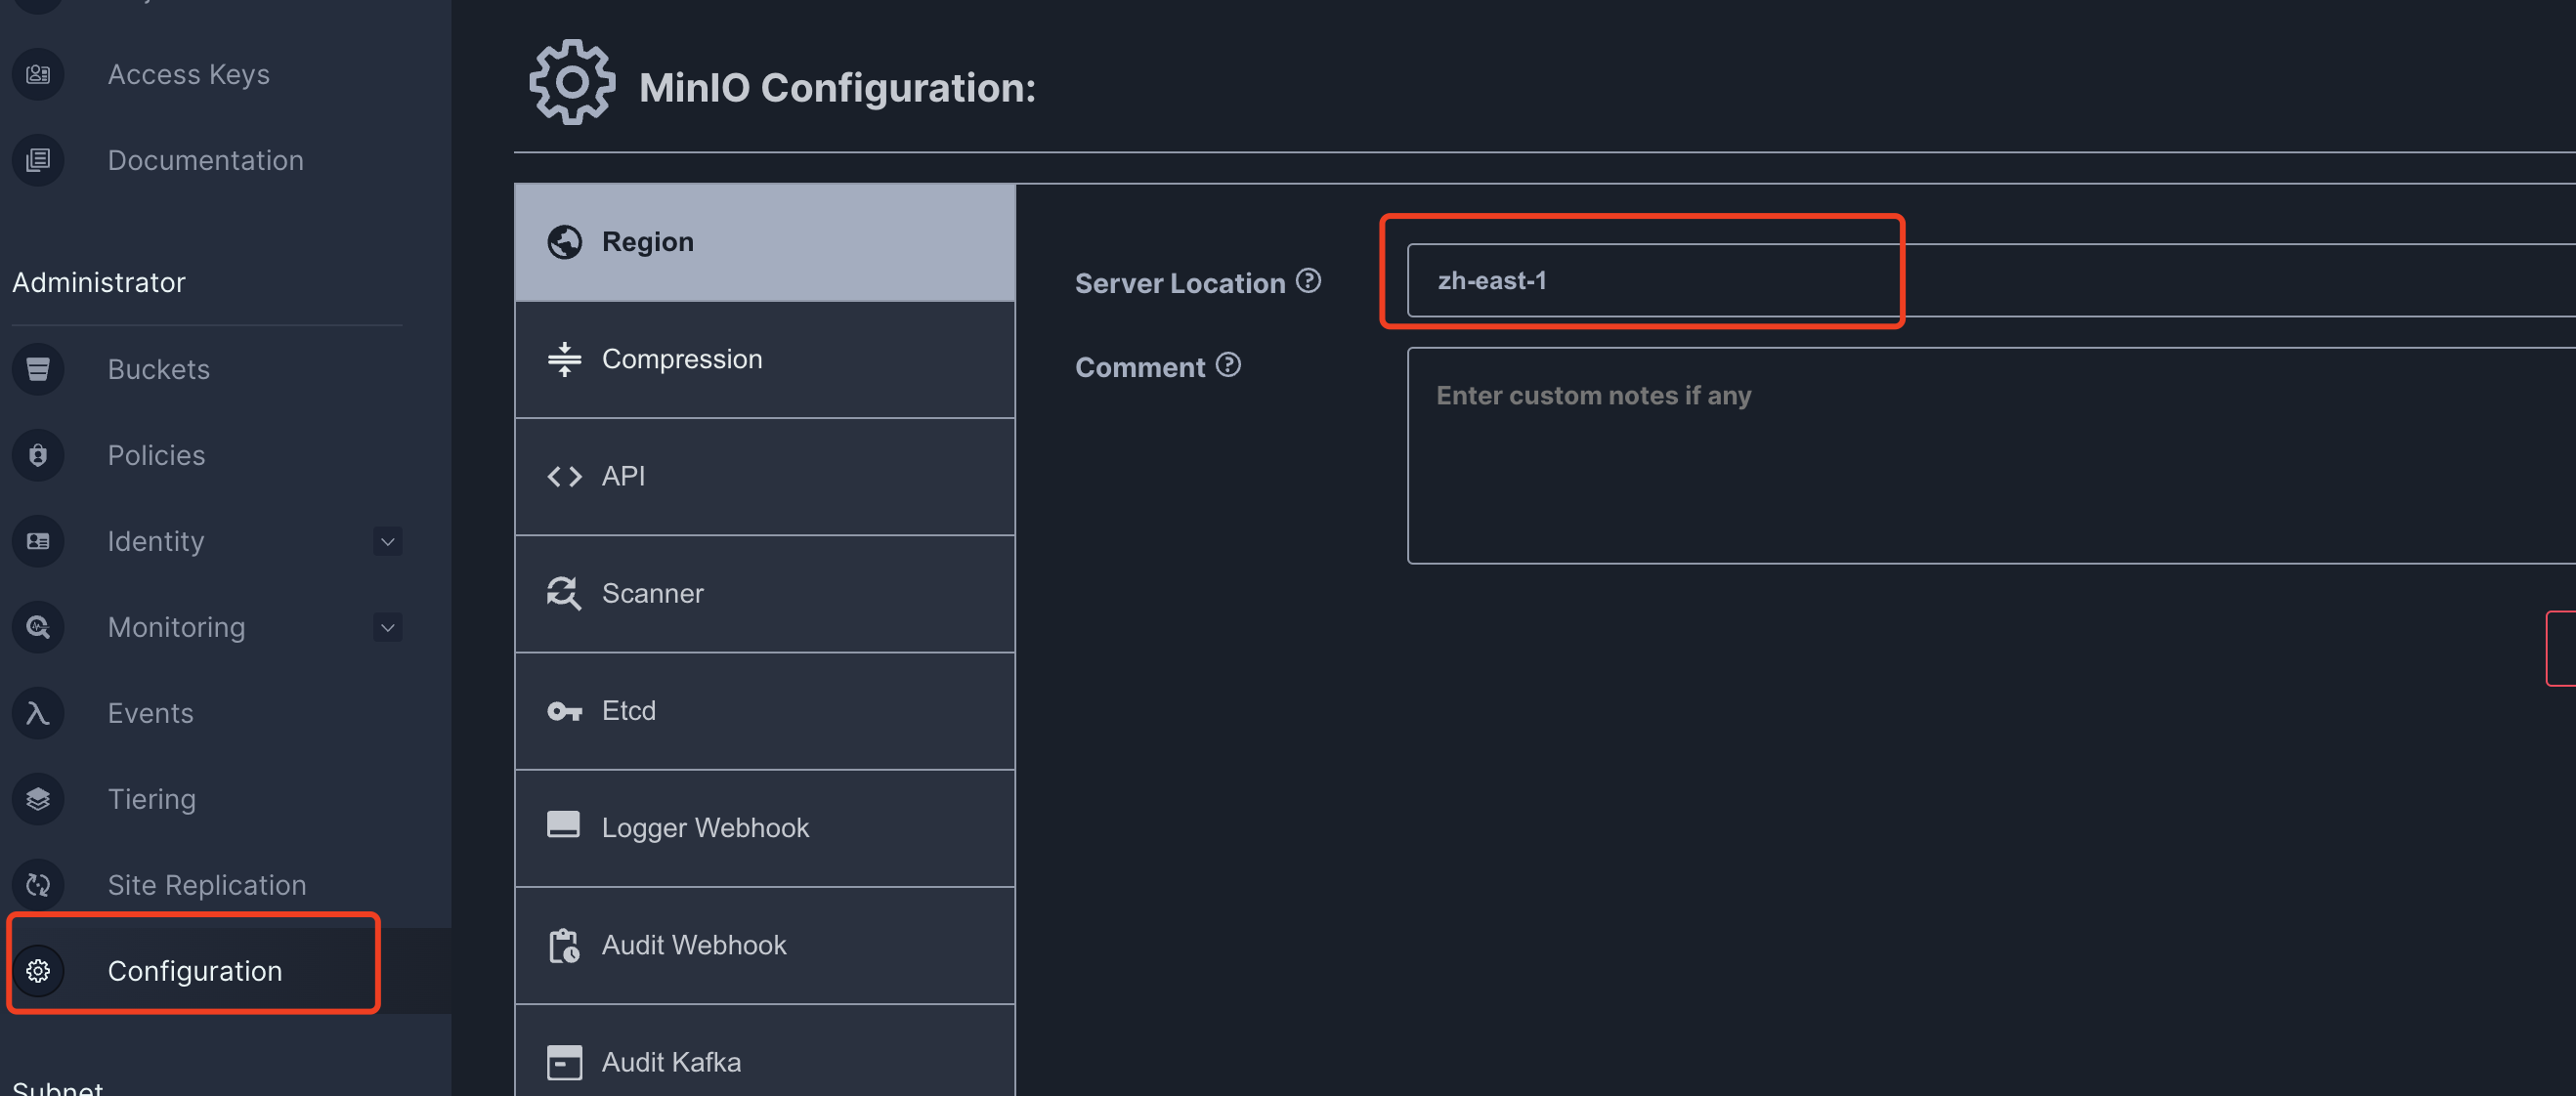 Access Keys
Documentation
Administrator
Buckets
Policies
Identity
Monitoring
Events
Tiering
Site Replication
Configuration
Subnet
MinIO Configuration:
Region
Compression
API
Scanner
Etcd
Logger Webhook
Audit Webhook
Audit Kafka
Server Location
zh-east-1
Comment
Enter custom notes if any